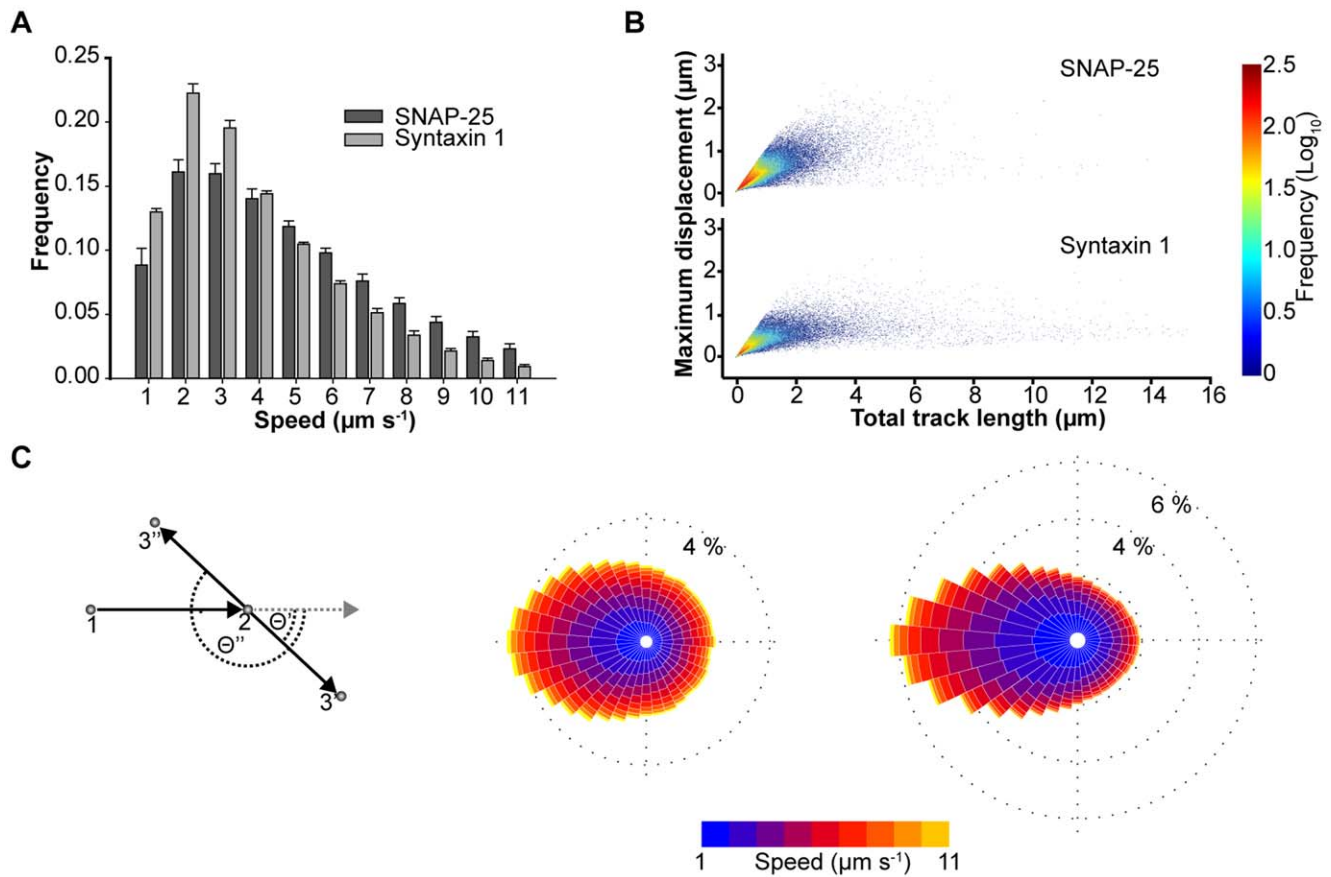 A
0.25
0.20
0.15
0.10
0.05
0.00
Frequency
SNAP-25
Syntaxin 1
1 2 3 4 5 6 7 8 9 10 11
Speed (µm s-1)
B
Maximum displacement (µm)
3
2
1
0
SNAP-25
3
2
1
0
Syntaxin 1
0 2 4 6 8 10 12 14 16
Total track length (µm)
2.5
2.0
1.5
1.0
0.5
0
Frequency (Log10)
C
3’’
1
2
Θ’
Θ’’
3’
4 %
6 %
4 %
1 Speed (µm s-1) 11